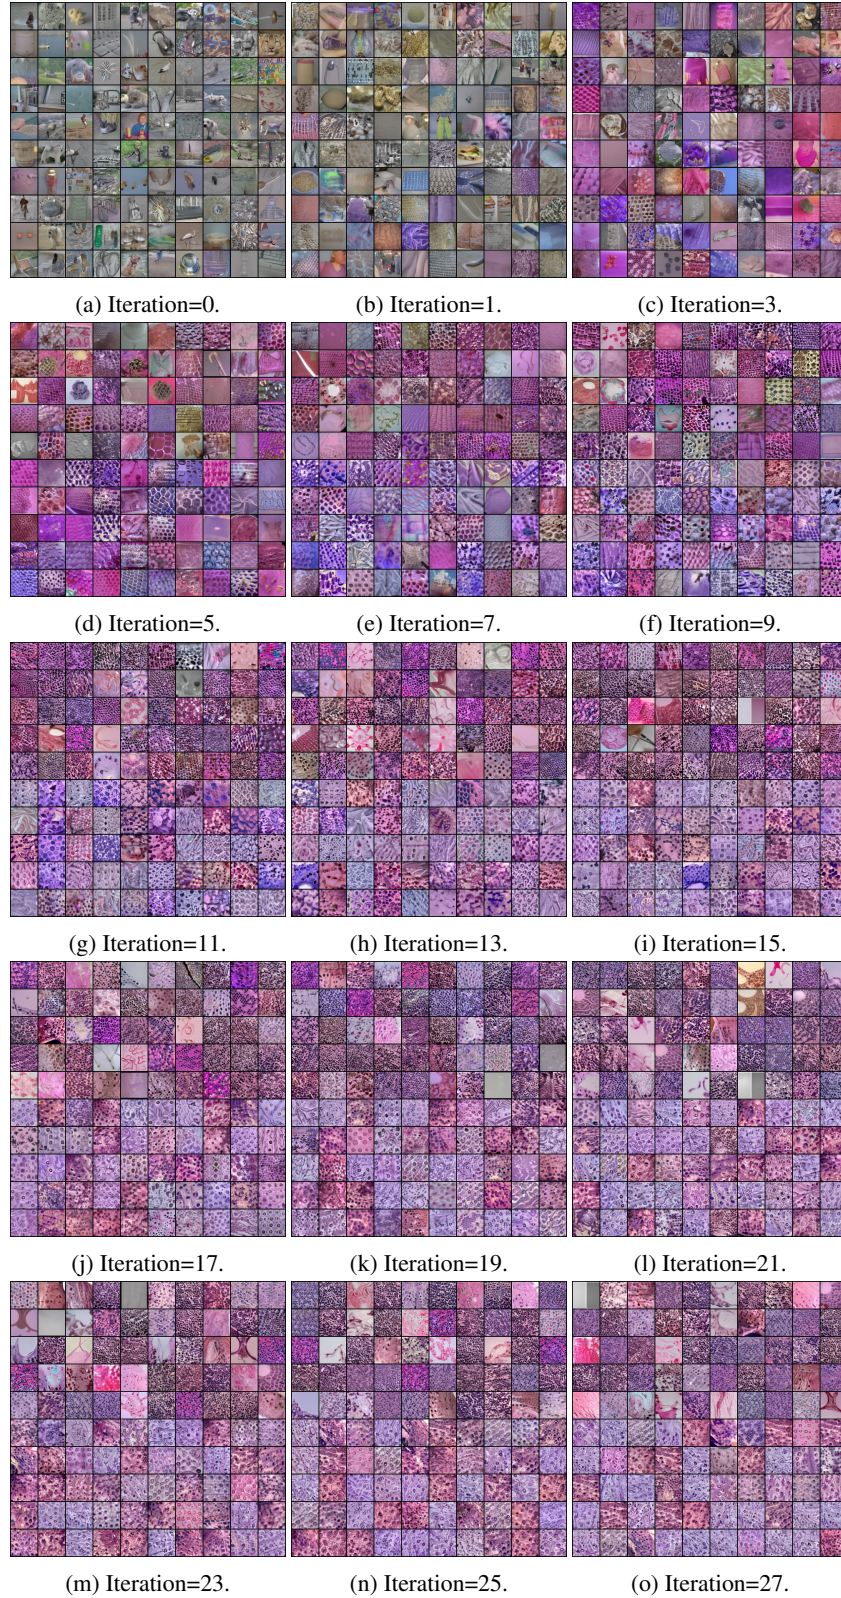 (a) Iteration=0.
(b) Iteration=1.
(c) Iteration=3.
(d) Iteration=5.
(e) Iteration=7.
(f) Iteration=9.
(g) Iteration=11.
(h) Iteration=13.
(i) Iteration=15.
(j) Iteration=17.
(k) Iteration=19.
(l) Iteration=21.
(m) Iteration=23.
(n) Iteration=25.
(o) Iteration=27.